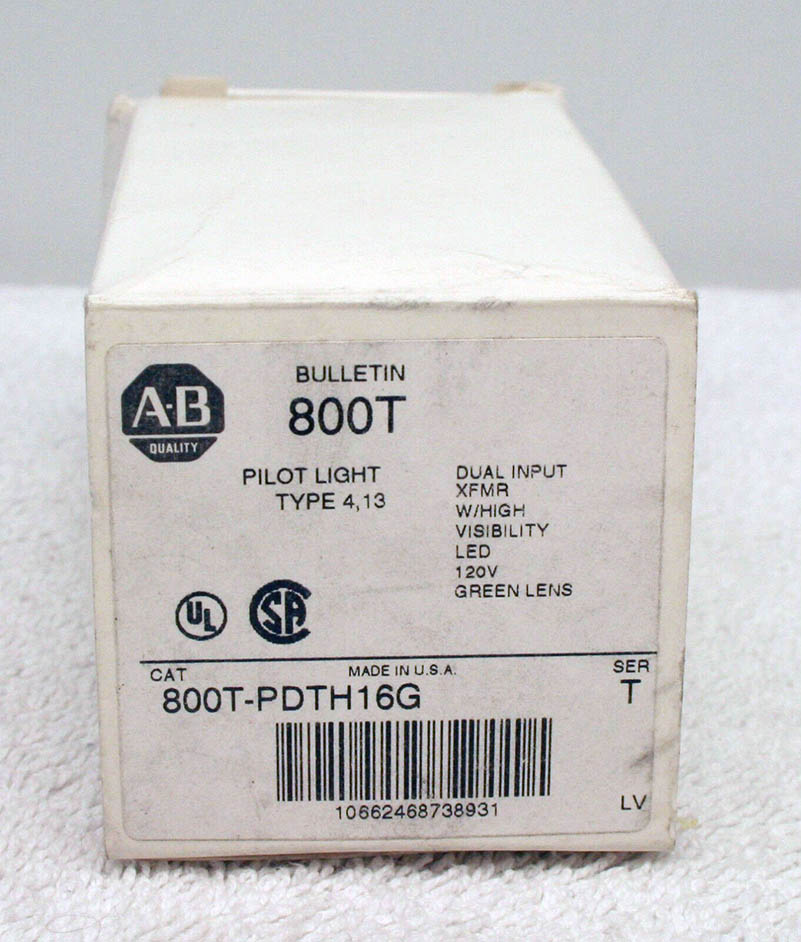 A-B
QUALITY
BULLETIN
800T
PILOT LIGHT
TYPE 4,13
DUAL INPUT
XFMR
W/HIGH
VISIBILITY
LED
120V
GREEN LENS
UL
SA
CAT
MADE IN U.S.A.
SER
800T-PDTH16G
T
10662468738931
LV